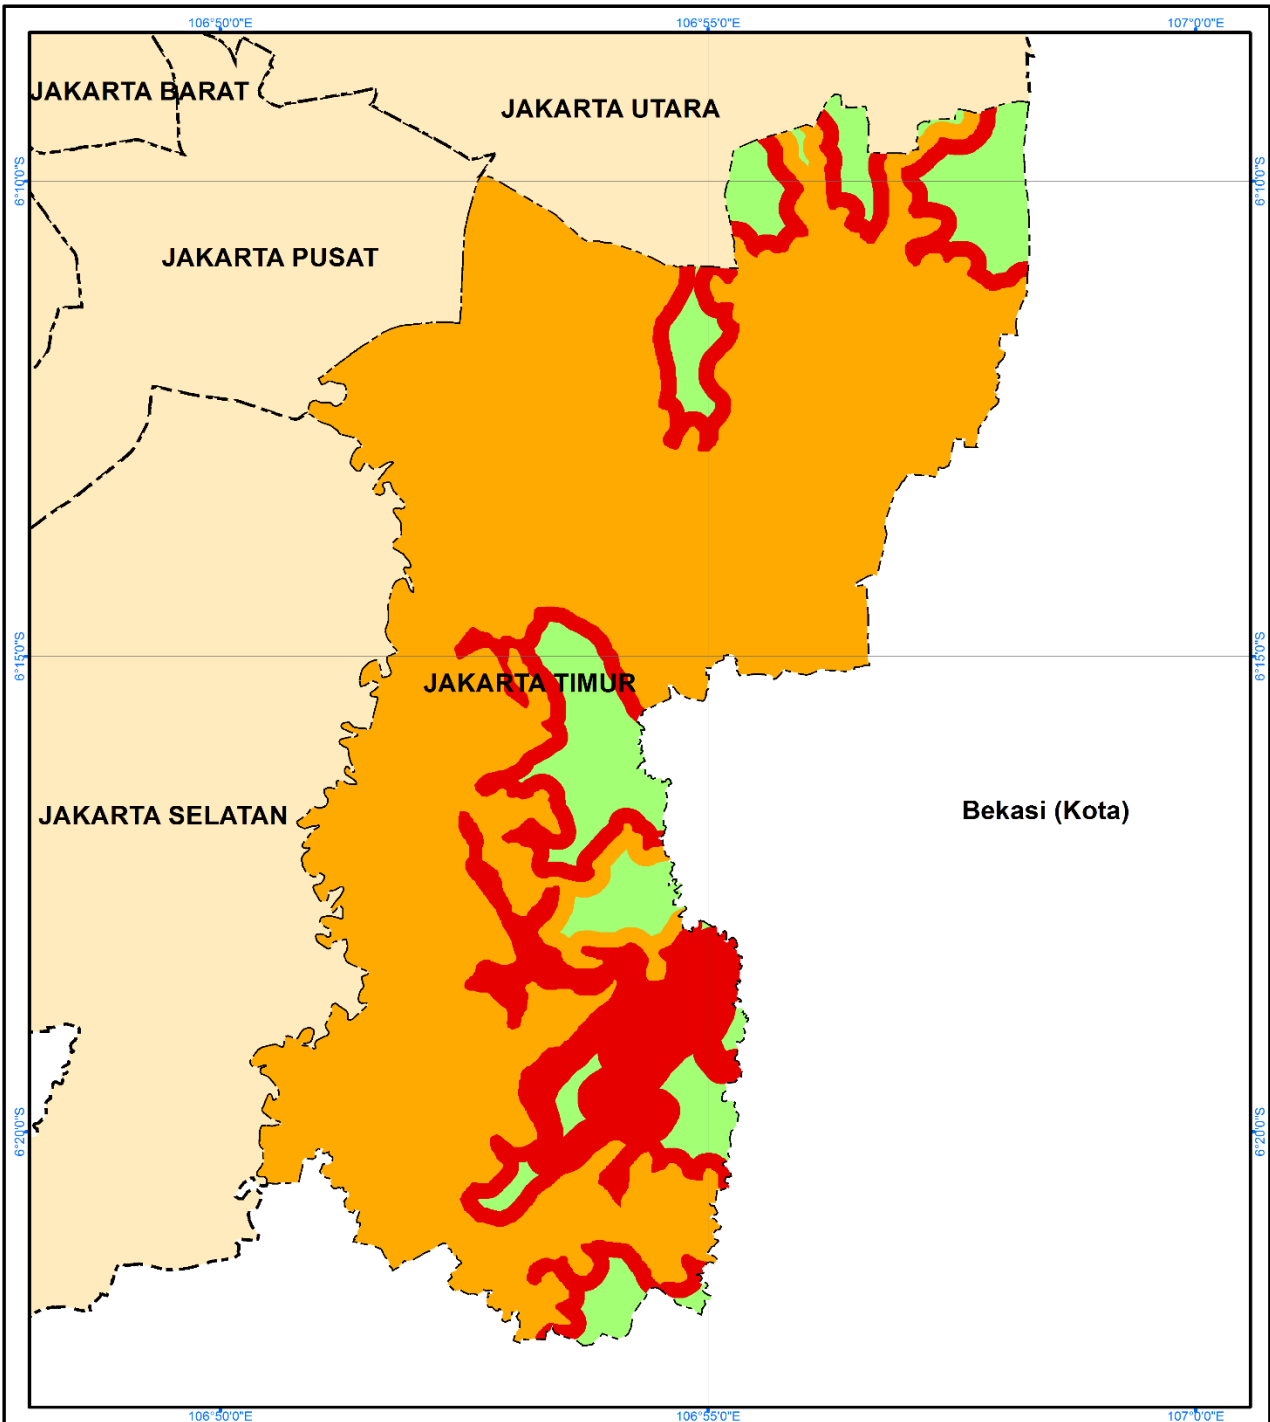 106°50'0"E 106°55'0"E 107°0'0"E
JAKARTA BARAT
JAKARTA UTARA
6°10'0"S 6°10'0"S
JAKARTA PUSAT
6°15'0"S 6°15'0"S
JAKARTA TIMUR
JAKARTA SELATAN
Bekasi (Kota)
6°20'0"S 6°20'0"S
106°50'0"E 106°55'0"E 107°0'0"E